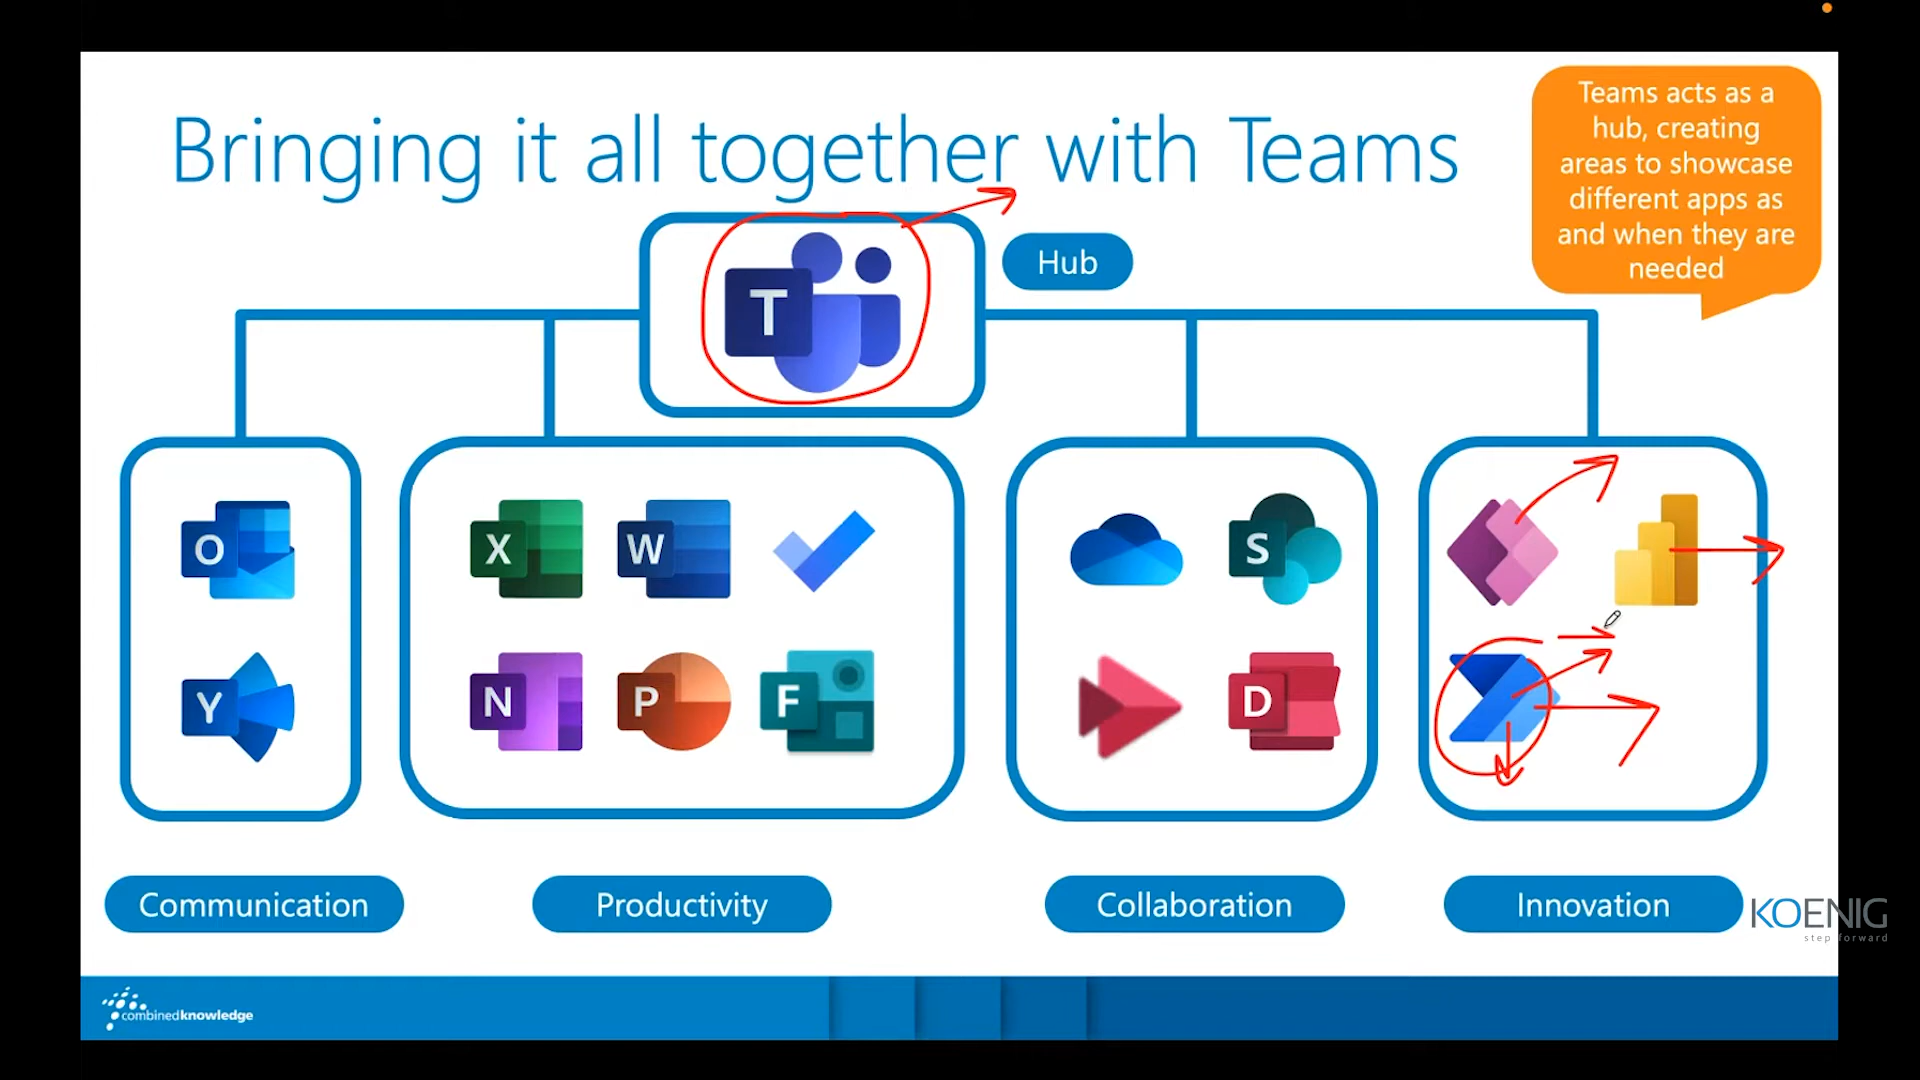 Bringing it all together with Teams
Teams acts as a
hub, creating
areas to showcase
different apps as
and when they are
needed
T
Hub
O
X
W
S
Y
N
P
F
D
Communication
Productivity
Collaboration
Innovation
KOENIG
step forward
combinedknowledge